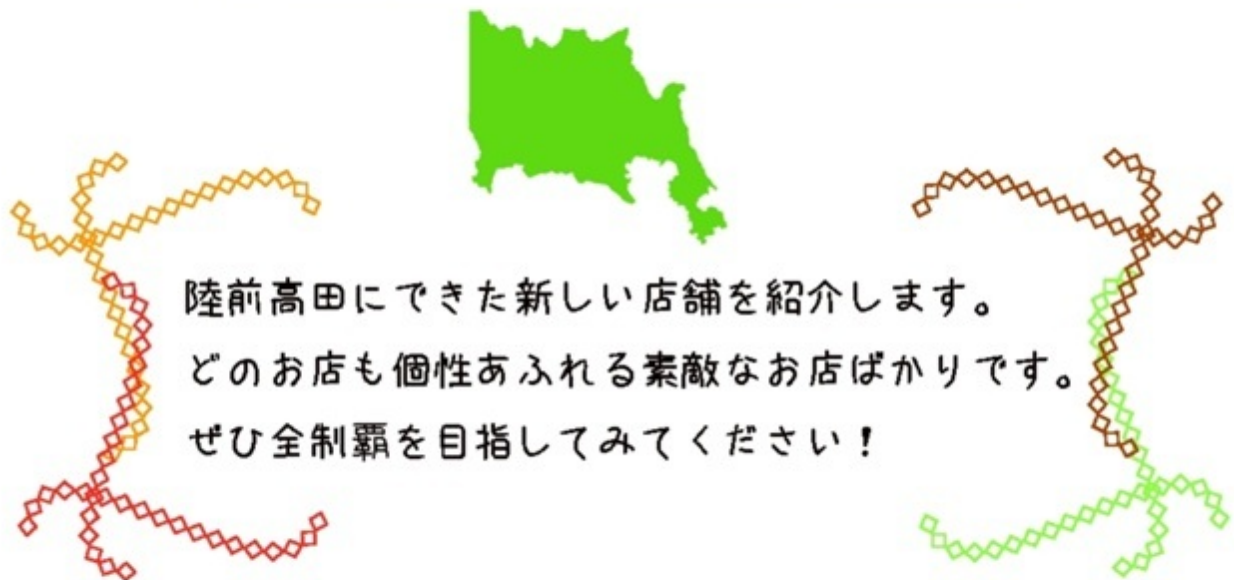 陸前高田にできた新しい店舗を紹介します。
どのお店も個性あふれる素敵なお店ばかりです。
ぜひ全制覇を目指してみてください！